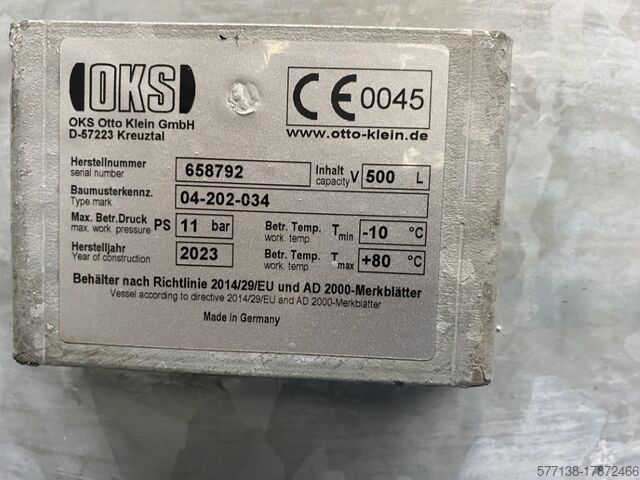 OKS
OKS Otto Klein GmbH
D-57223 Kreuztal
CE 0045
www.otto-klein.de
Herstellnummer 658792 Inhalt V 500 L
serial number capacity
Baumusterkennz. 04-202-034
Type mark
Max. Betr.Druck PS 11 bar Betr. Temp. T min -10 °C
max. work. pressure work. temp
Herstelljahr 2023 Betr. Temp. T max +80 °C
Year of construction work. temp
Behälter nach Richtlinie 2014/29/EU und AD 2000-Merkblätter
Vessel according to directive 2014/29/EU and AD 2000-Merkblätter
Made in Germany
577138-17872466